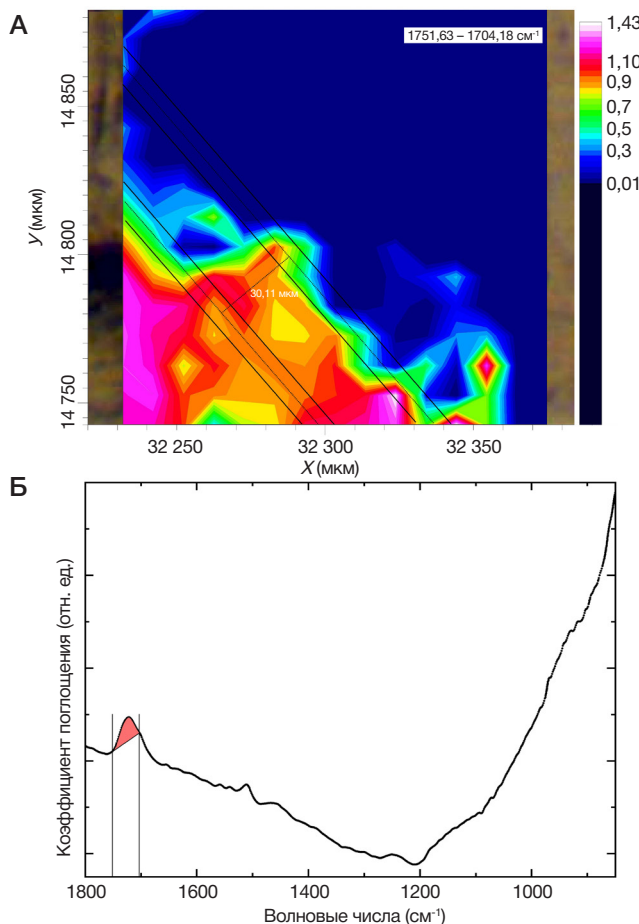 А
1751,63 – 1704,18 см⁻¹
1,43
1,10
0,9
0,7
0,5
0,3
0,01
Y (мкм)
14 850
14 800
14 750
30,11 мкм
32 250
32 300
32 350
X (мкм)
Б
Коэффициент поглощения (отн. ед.)
1800
1600
1400
1200
1000
Волновые числа (см⁻¹)